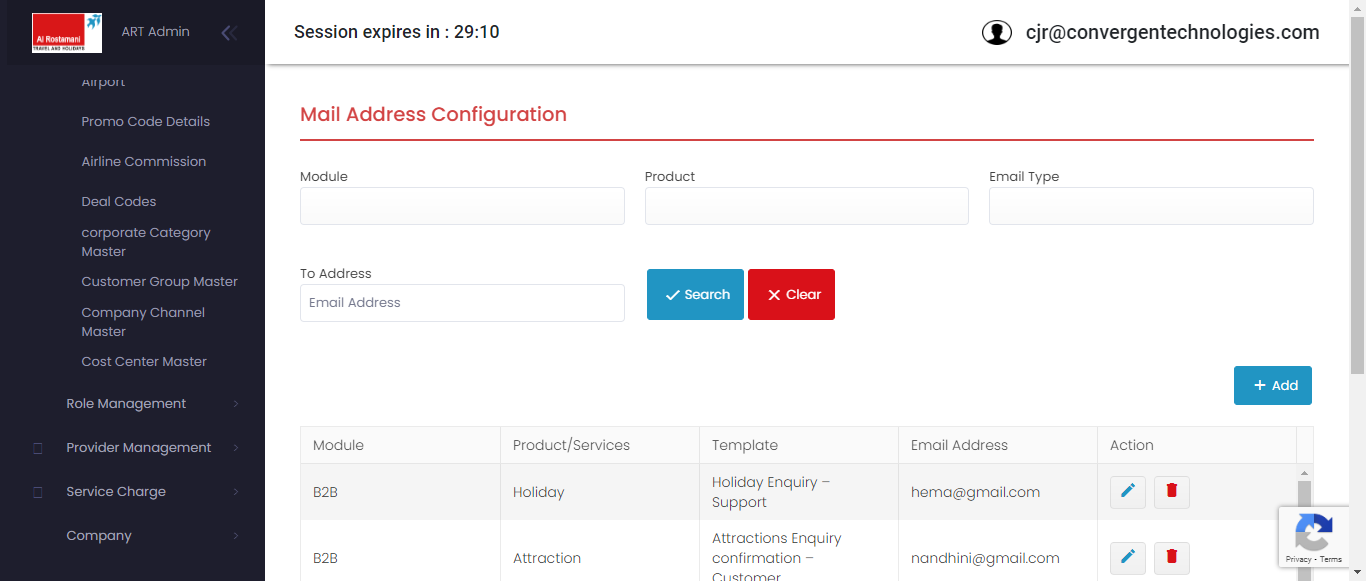 Al Rostamani
TRAVEL AND HOLIDAYS
ART Admin
Session expires in : 29:10
cjr@convergentechnologies.com
Airport
Promo Code Details
Airline Commission
Deal Codes
corporate Category
Master
Customer Group Master
Company Channel
Master
Cost Center Master
Role Management
Provider Management
Service Charge
Company
Mail Address Configuration
Module
Product
Email Type
To Address
Email Address
Search
Clear
Add
Module Product/Services Template Email Address Action
B2B Holiday Holiday Enquiry – hema@gmail.com
Support
B2B Attraction Attractions Enquiry nandhini@gmail.com
confirmation –
Customer
Privacy - Terms